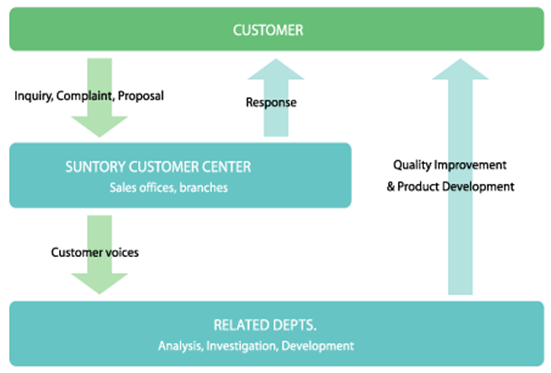 CUSTOMER
Inquiry, Complaint, Proposal
Response
SUNTORY CUSTOMER CENTER
Sales offices, branches
Quality Improvement
& Product Development
Customer voices
RELATED DEPTS.
Analysis, Investigation, Development